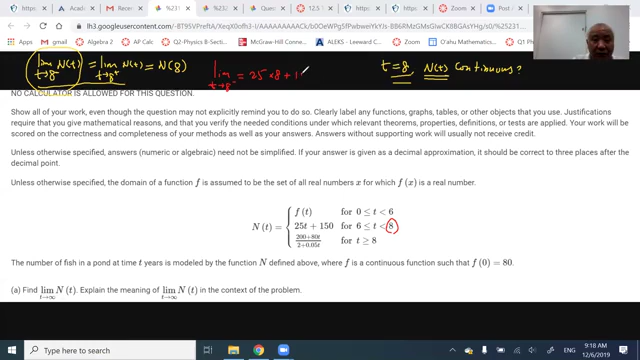 %231
12.5
ALEKS -- Leonard
O'ahu grading
lh3.googleusercontent.com
lim N(t) = lim N(t) = N(8)
t→8⁻ t→8⁺
lim = 25 × 8 + 1
t→8⁻
t = 8 N(t) continuous?
NO CALCULATOR IS ALLOWED FOR THIS QUESTION.
Show all of your work, even though the question may not explicitly remind you to do so. Clearly label any functions, graphs, tables, or other objects that you use. Justifications
require that you give mathematical reasons, and that you verify the needed conditions under which relevant theorems, properties, definitions, or tests are applied. Your work will be
scored on the correctness and completeness of your methods as well as your answers. Answers without supporting work will usually not receive credit.
Unless otherwise specified, answers (numeric or algebraic) need not be simplified. If your answer is given as a decimal approximation, it should be correct to three places after
the decimal point.
Unless otherwise specified, the domain of a function f is assumed to be the set of all real numbers x for which f(x) is a real number.
f(t) for 0 ≤ t < 6
N(t) = 25t + 150 for 6 ≤ t < 8
200+80t / 2+0.05t for t ≥ 8
The number of fish in a pond at time t years is modeled by the function N defined above, where f is a continuous function such that f(0) = 80.
(a) Find lim N(t). Explain the meaning of lim N(t) in the context of the problem.
t→∞ t→∞
9:18 AM
12/6/2019